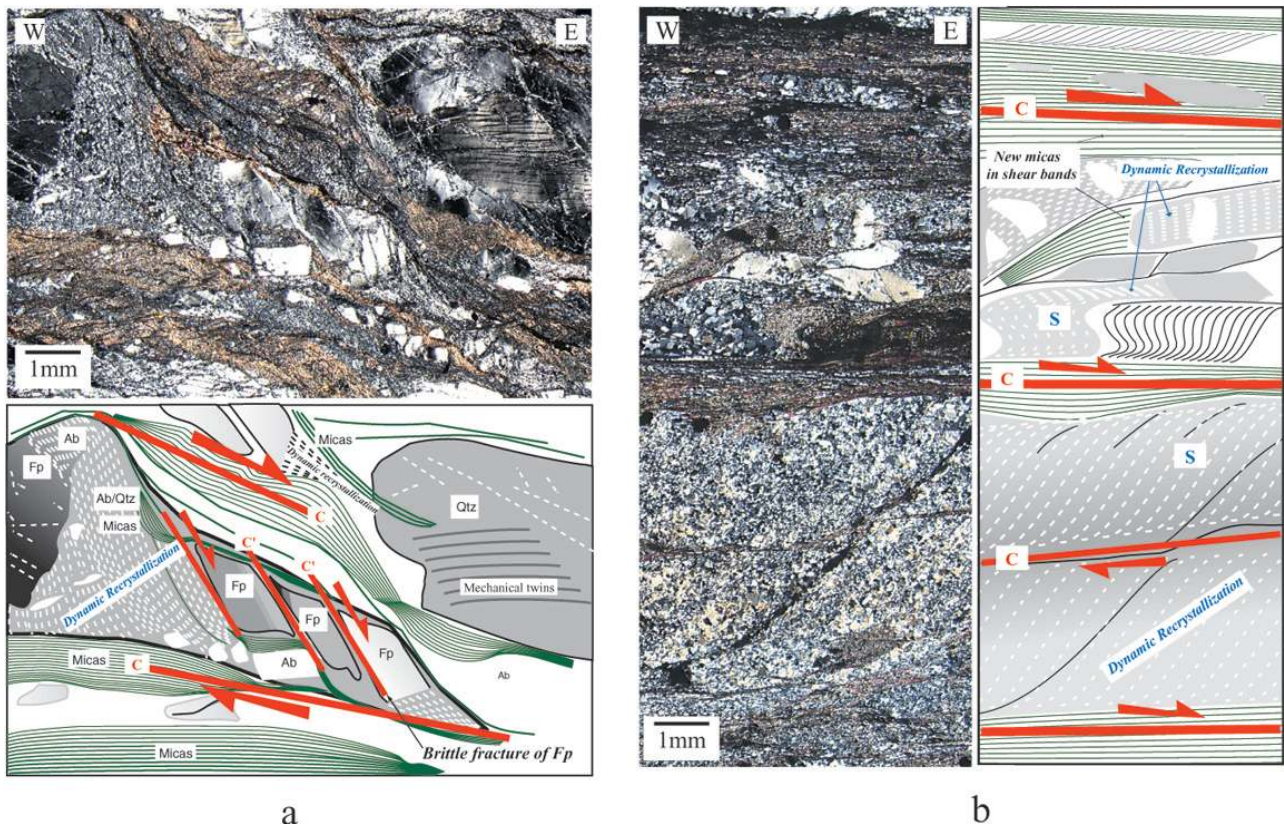 W
E
1mm
Ab
Fp
Ab/Qtz
Micas
Dynamic Recrystallization
Micas
Dynamic recrystallization
C
C'
C'
Fp
Fp
Fp
Qtz
Mechanical twins
Micas
C
Ab
Ab
Micas
Brittle fracture of Fp
a
W
E
1mm
C
New micas
in shear bands
Dynamic Recrystallization
S
C
S
C
Dynamic Recrystallization
b